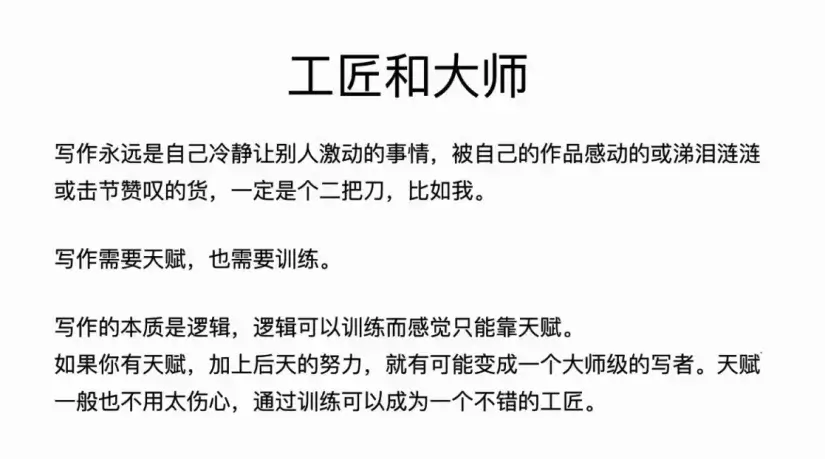 工匠和大师
写作永远是自己冷静让别人激动的事情，被自己的作品感动的或涕泪涟涟
或击节赞叹的货，一定是个二把刀，比如我。
写作需要天赋，也需要训练。
写作的本质是逻辑，逻辑可以训练而感觉只能靠天赋。
如果你有天赋，加上后天的努力，就有可能变成一个大师级的写者。天赋
一般也不用太伤心，通过训练可以成为一个不错的工匠。